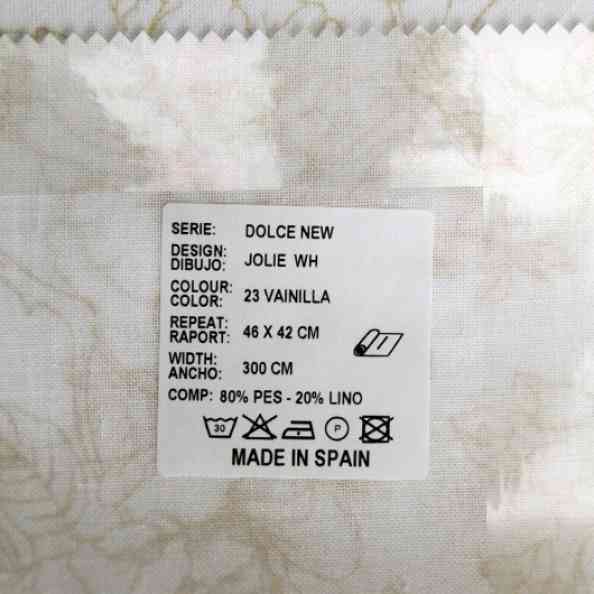 SERIE: DOLCE NEW
DESIGN:
DIBUJO: JOLIE WH
COLOUR:
COLOR: 23 VAINILLA
REPEAT:
RAPORT: 46 X 42 CM
WIDTH:
ANCHO: 300 CM
COMP: 80% PES - 20% LINO
30 P
MADE IN SPAIN